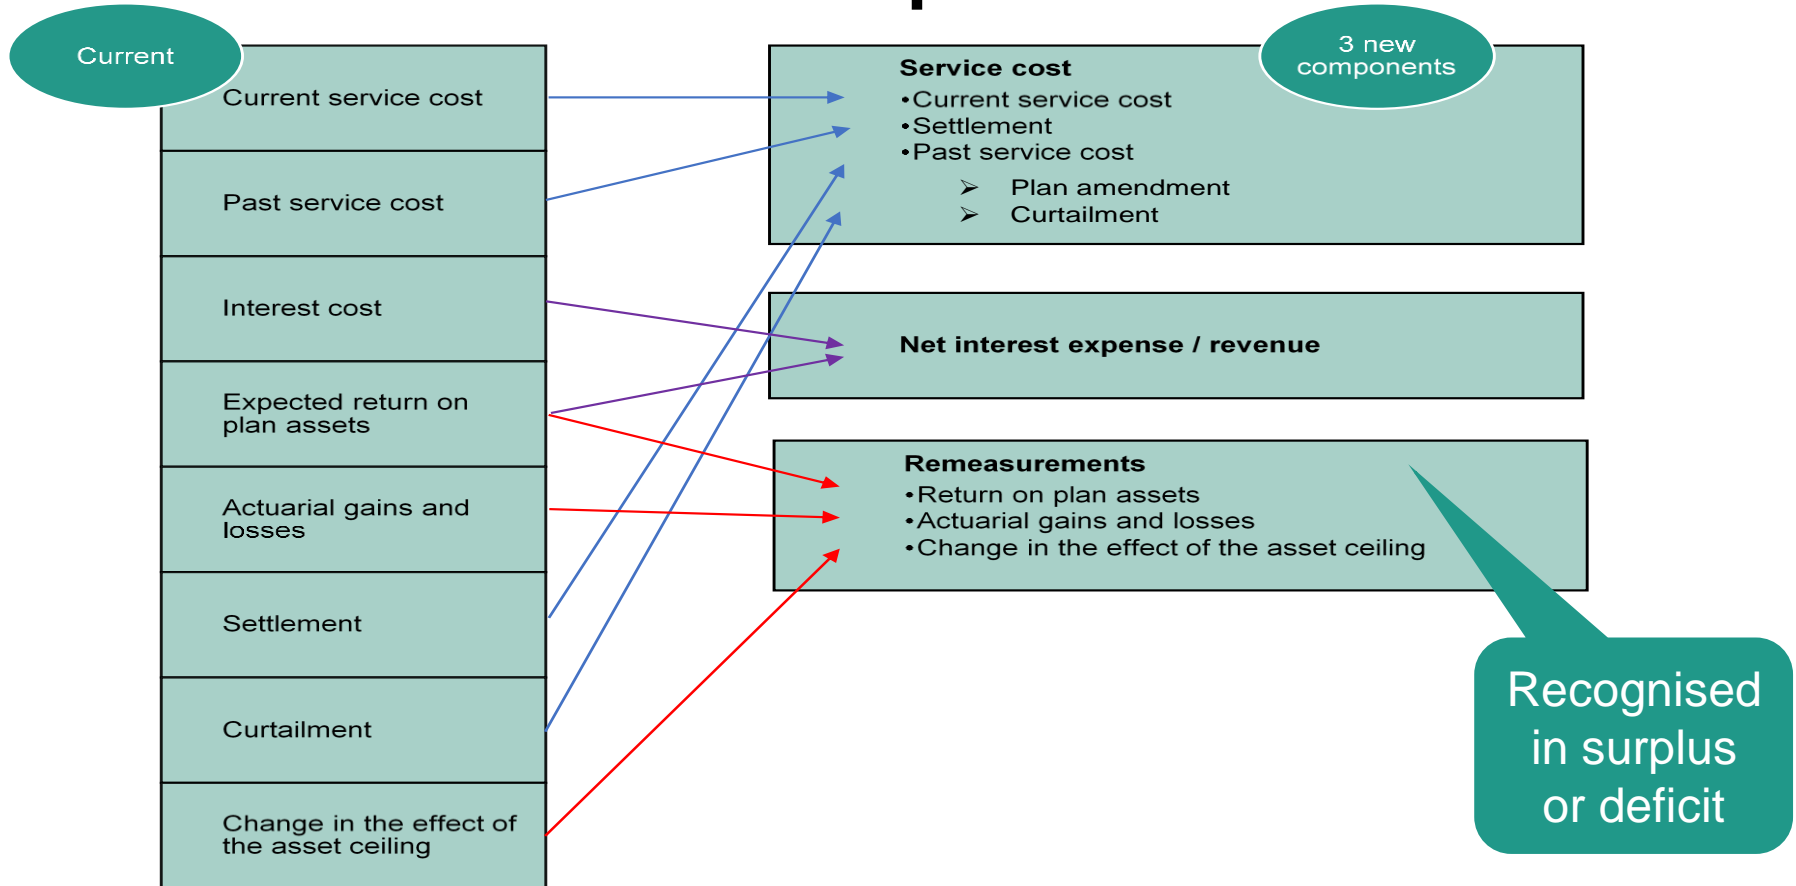 Current
Current service cost
Past service cost
Interest cost
Expected return on
plan assets
Actuarial gains and
losses
Settlement
Curtailment
Change in the effect of
the asset ceiling
3 new
components
Service cost
•Current service cost
•Settlement
•Past service cost
➢ Plan amendment
➢ Curtailment
Net interest expense / revenue
Remeasurements
•Return on plan assets
•Actuarial gains and losses
•Change in the effect of the asset ceiling
Recognised
in surplus
or deficit